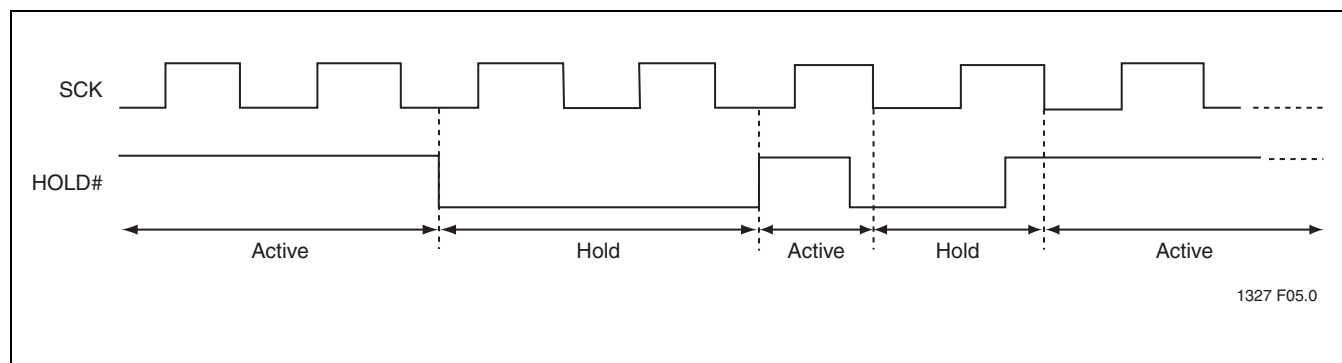 SCK
HOLD#
Active Hold Active Hold Active
1327 F05.0